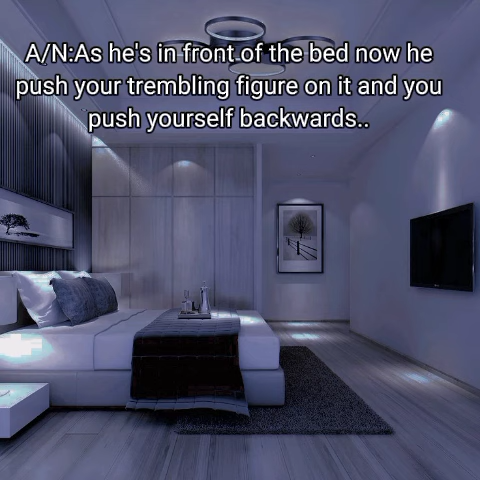 A/N:As he's in front of the bed now he
push your trembling figure on it and you
push yourself backwards..